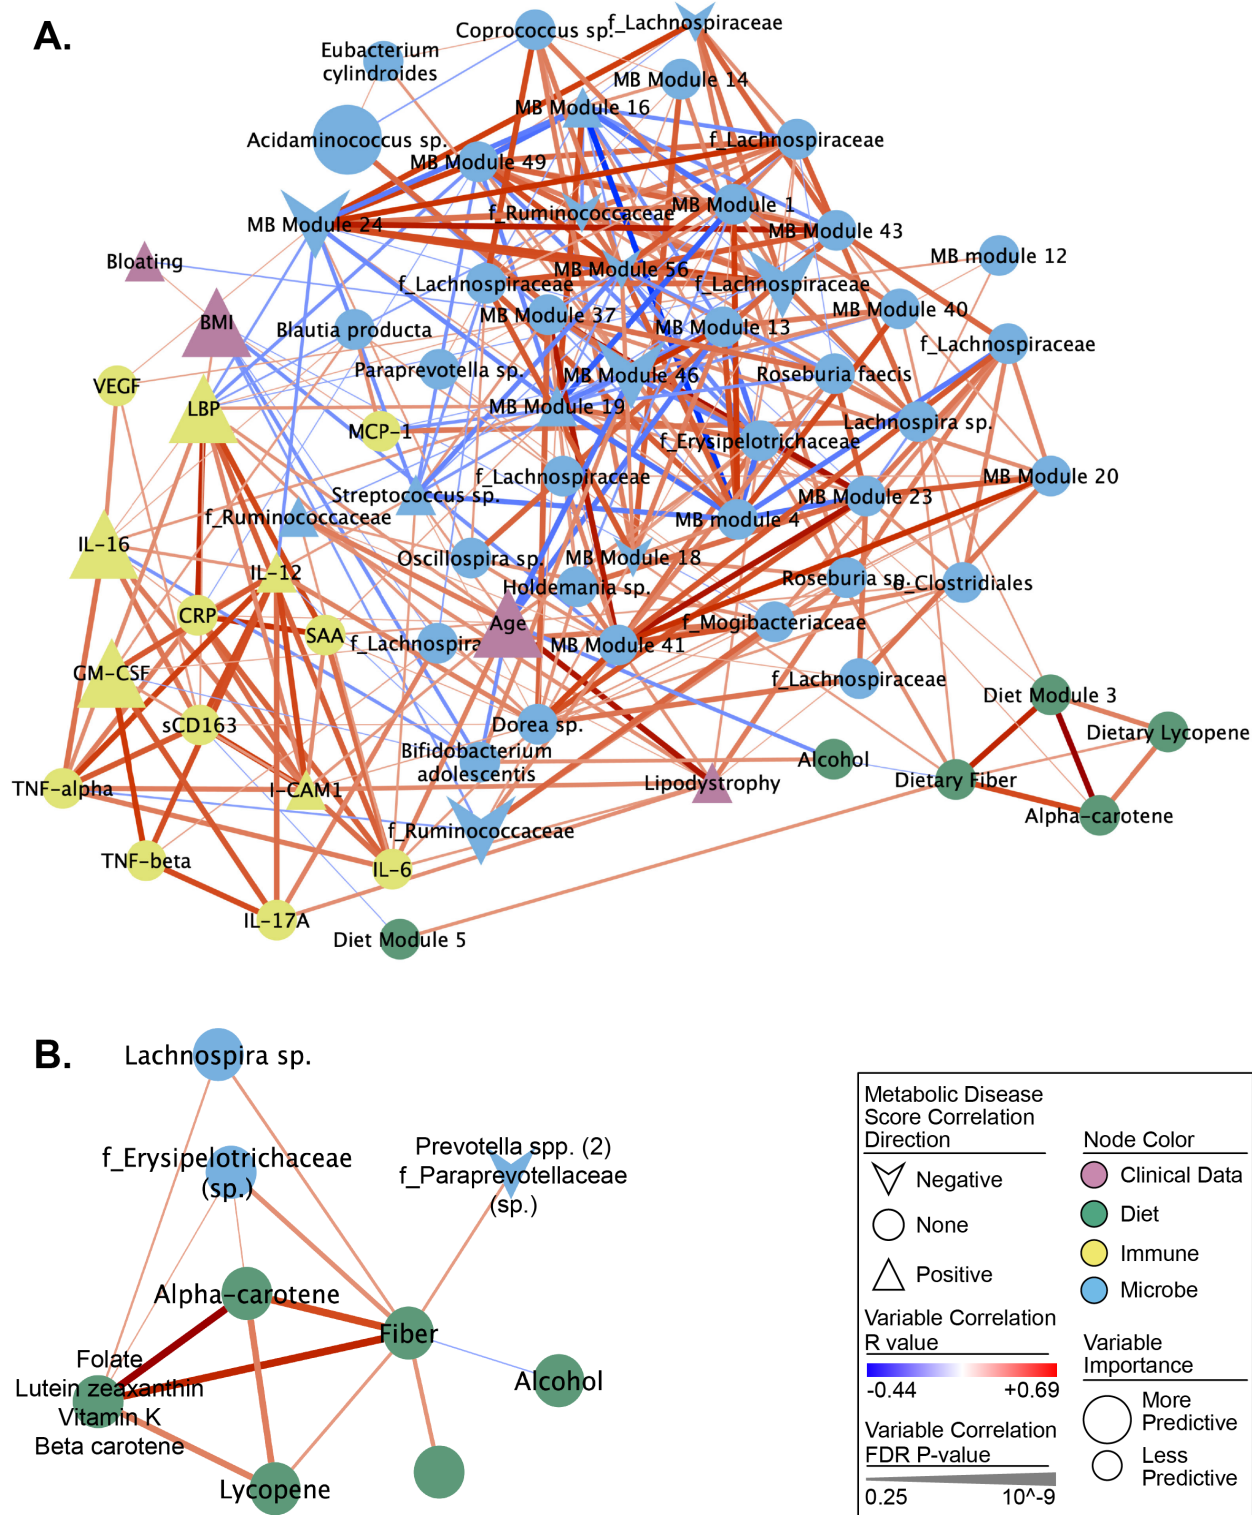 A.
Coprococcus sp.
f_Lachnospiraceae
Eubacterium
cylindroides
MB Module 14
MB Module 16
Acidaminococcus sp.
f_Lachnospiraceae
MB Module 49
MB Module 24
f_Ruminococcaceae
MB Module 1
MB Module 43
Bloating
MB Module 56
MB module 12
f_Lachnospiraceae
f_Lachnospiraceae
BMI
Blautia producta
MB Module 37
MB Module 13
MB Module 40
f_Lachnospiraceae
VEGF
Paraprevotella sp.
MB Module 46
Roseburia faecis
LBP
MB Module 19
MCP-1
Lachnospira sp.
f_Erysipelotrichaceae
f_Lachnospiraceae
MB Module 20
Streptococcus sp.
MB Module 23
f_Ruminococcaceae
MB module 4
IL-16
Oscillospira sp.
MB Module 18
IL-12
Holdemania sp.
Roseburia sp.
o_Clostridiales
CRP
SAA
Age
f_Mogibacteriaceae
f_Lachnospira
MB Module 41
GM-CSF
f_Lachnospiraceae
Diet Module 3
sCD163
Dorea sp.
Dietary Lycopene
Bifidobacterium
adolescentis
Alcohol
TNF-alpha
I-CAM1
Lipodystrophy
Dietary Fiber
Alpha-carotene
f_Ruminococcaceae
TNF-beta
IL-6
IL-17A
Diet Module 5
B.
Lachnospira sp.
f_Erysipelotrichaceae
(sp.)
Prevotella spp. (2)
f_Paraprevotellaceae
(sp.)
Alpha-carotene
Fiber
Folate
Lutein zeaxanthin
Vitamin K
Beta carotene
Alcohol
Lycopene
Metabolic Disease
Score Correlation
Direction
Negative
None
Positive
Variable Correlation
R value
-0.44
+0.69
Variable Correlation
FDR P-value
0.25
10^-9
Node Color
Clinical Data
Diet
Immune
Microbe
Variable
Importance
More
Predictive
Less
Predictive